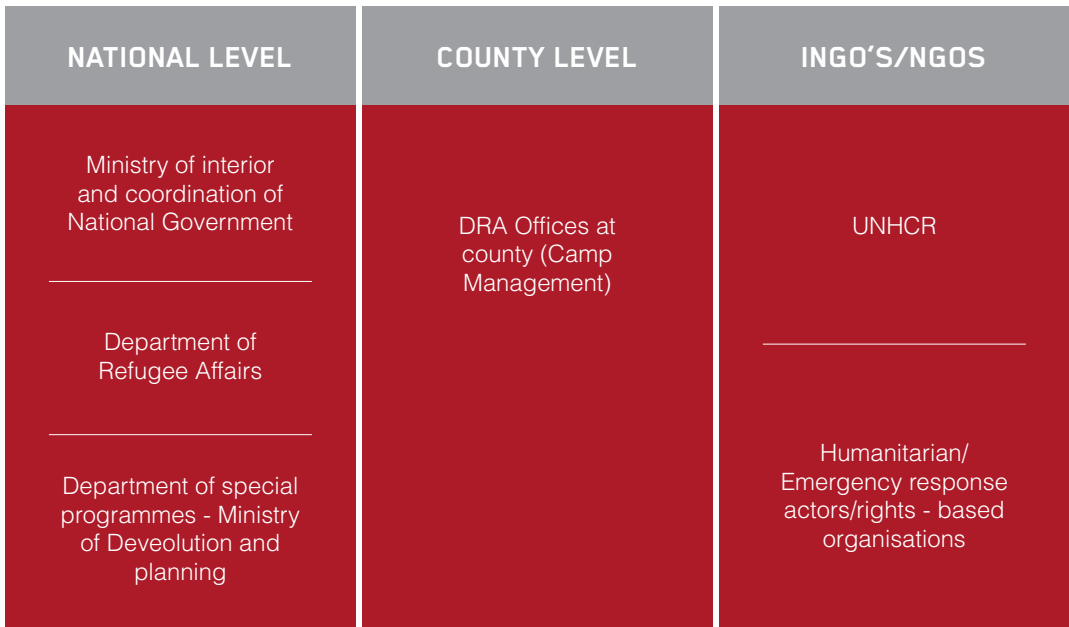 NATIONAL LEVEL
Ministry of interior
and coordination of
National Government
Department of
Refugee Affairs
Department of special
programmes - Ministry
of Deveolution and
planning
COUNTY LEVEL
DRA Offices at
county (Camp
Management)
INGO'S/NGOS
UNHCR
Humanitarian/
Emergency response
actors/rights - based
organisations